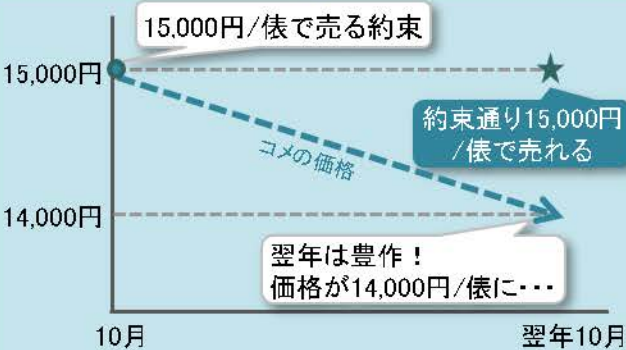 15,000円/俵で売る約束
15,000円
約束通り15,000円
/俵で売れる
コメの価格
14,000円
翌年は豊作！
価格が14,000円/俵に・・・
10月
翌年10月